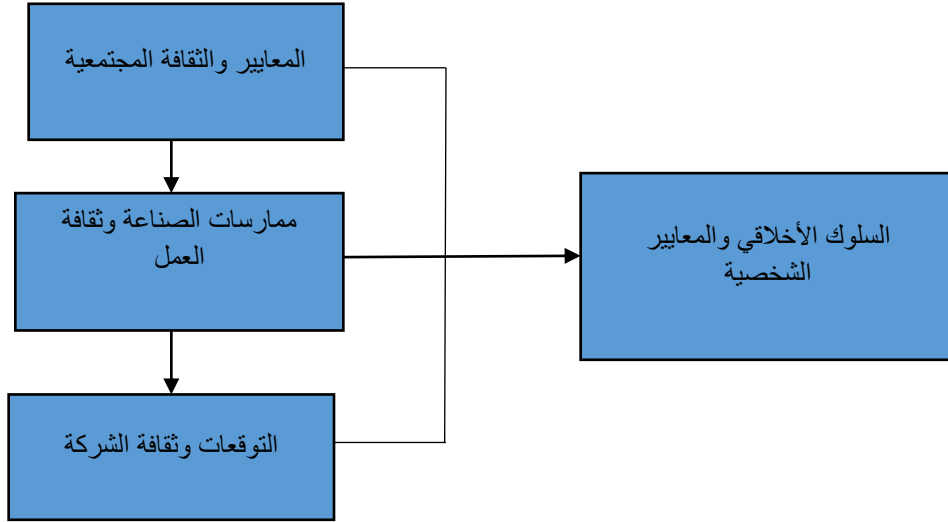 المعايير والثقافة المجتمعية
ممارسات الصناعة وثقافة
العمل
التوقعات وثقافة الشركة
السلوك الأخلاقي والمعايير
الشخصية